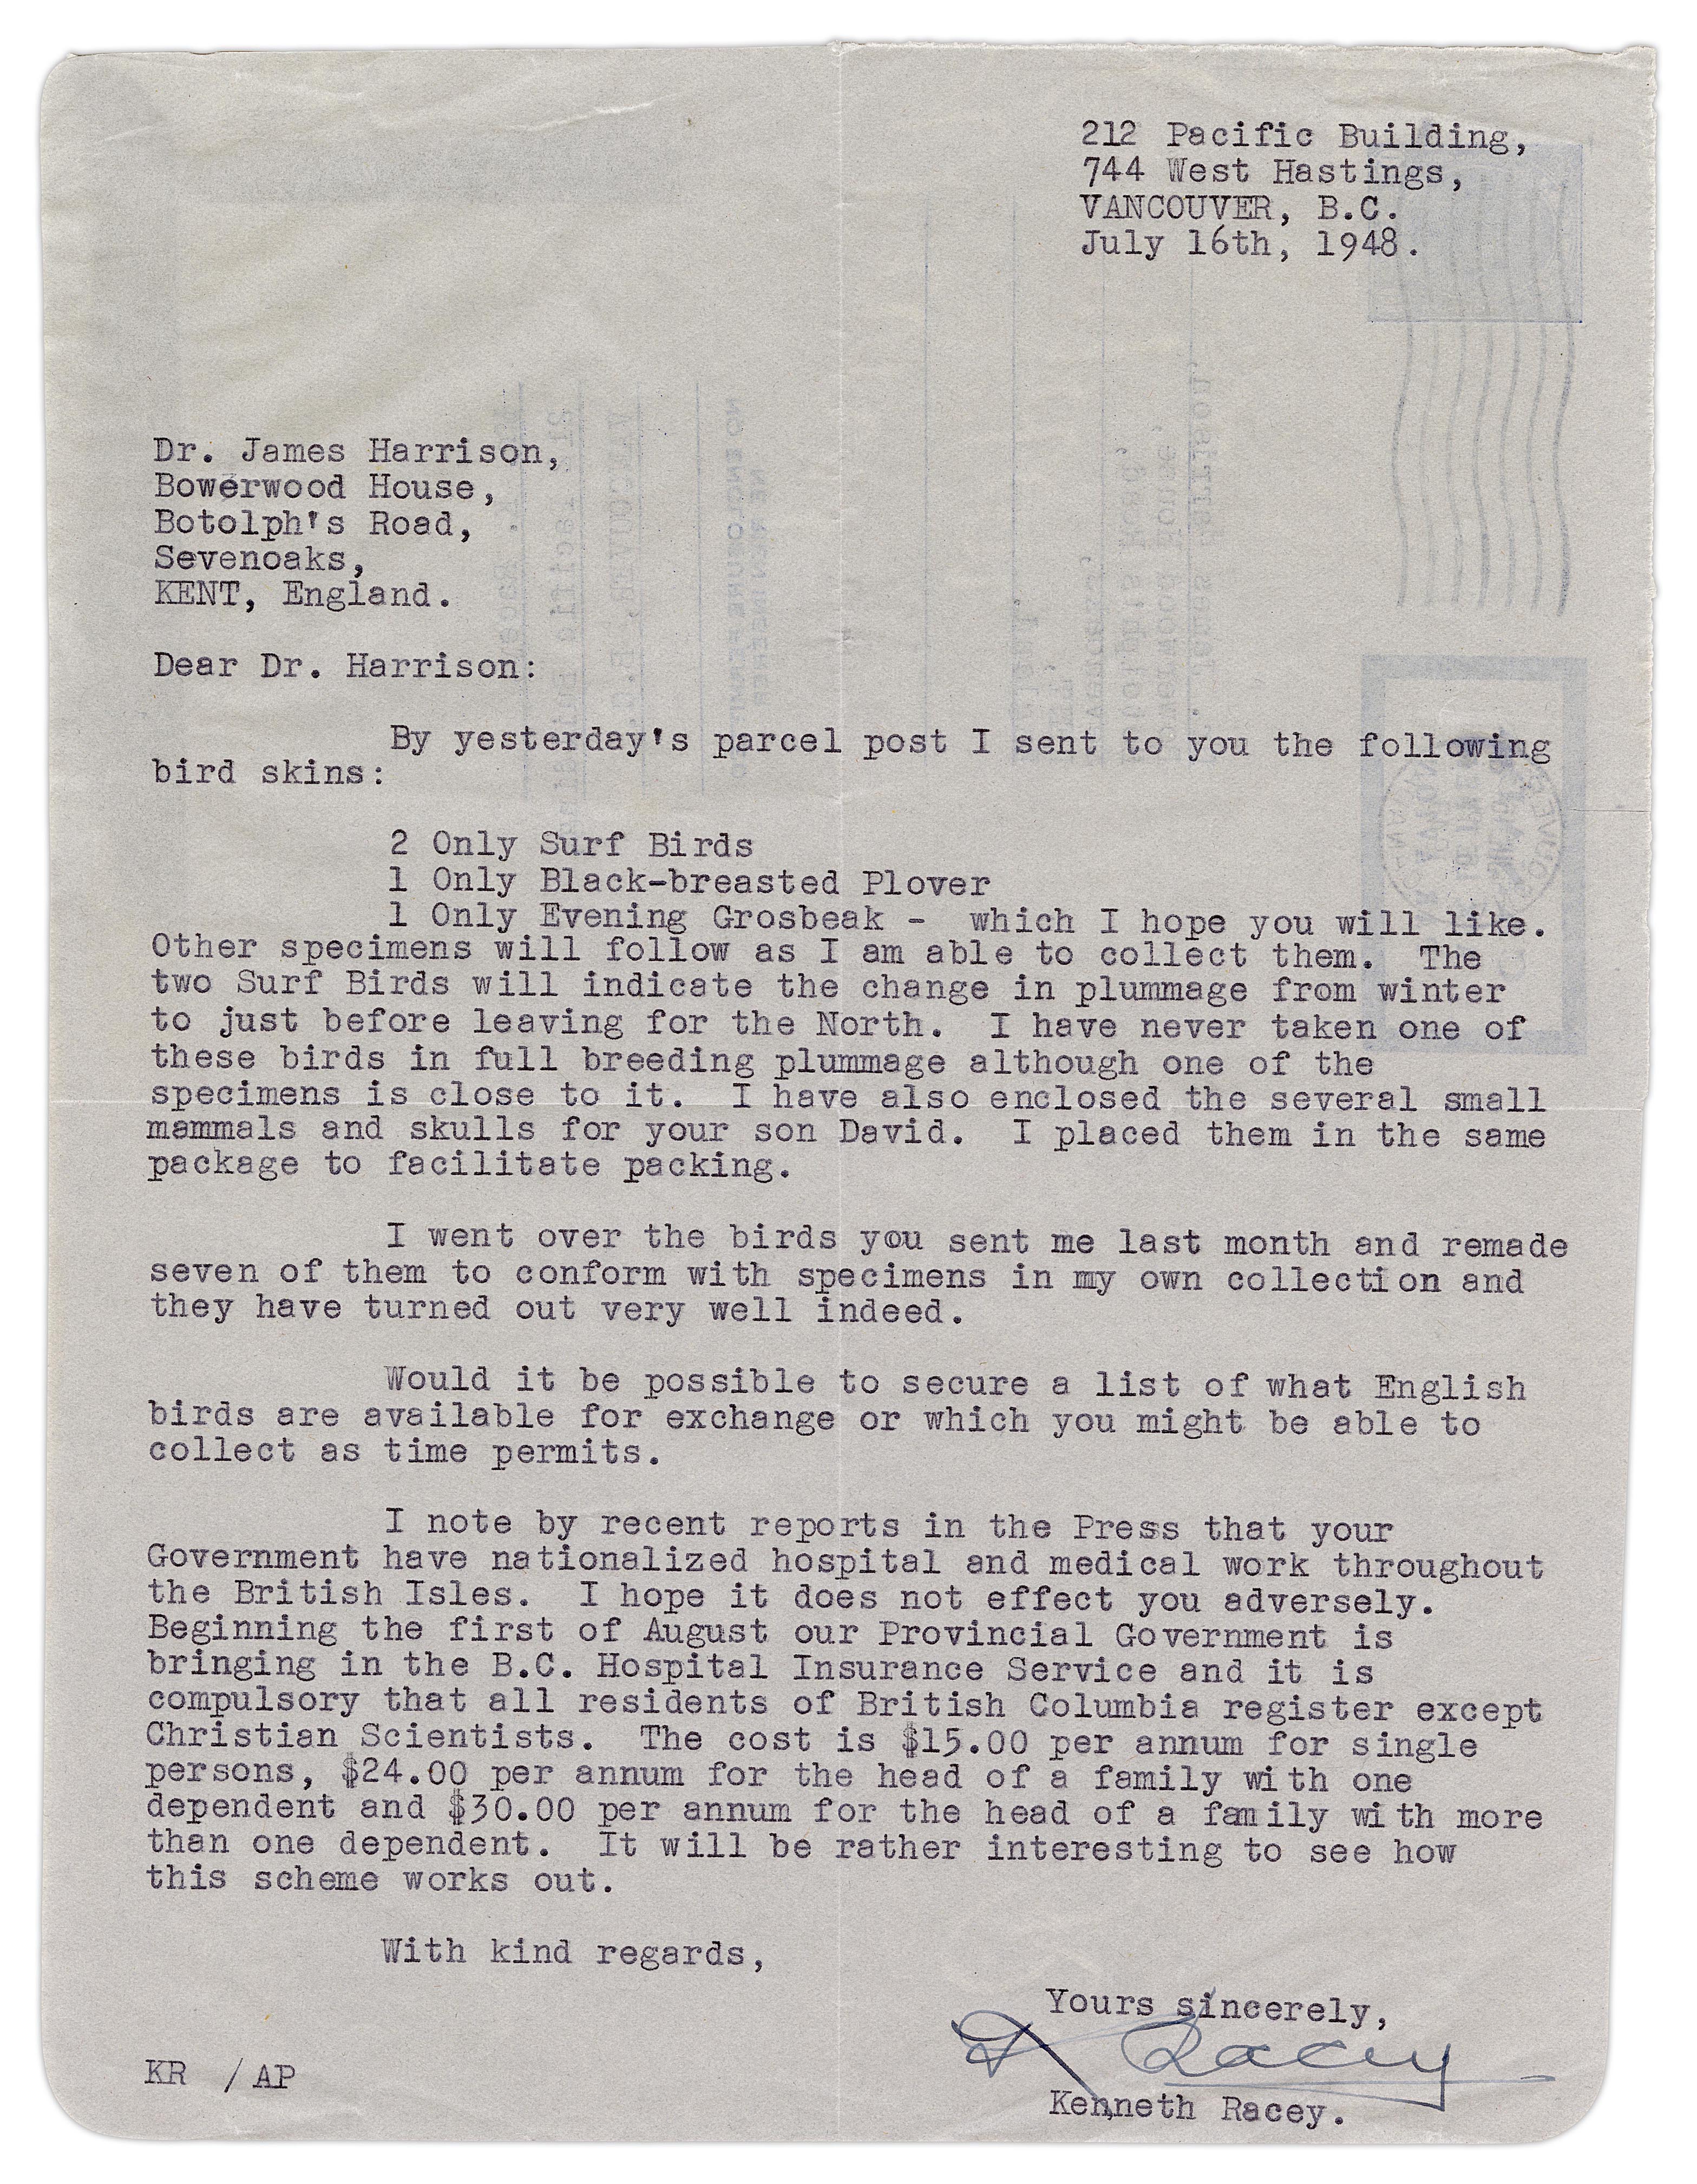 212 Pacific Building,
744 West Hastings,
VANCOUVER, B.C.
July 16th, 1948.
Dr. James Harrison,
Bowerwood House,
Botolph's Road,
Sevenoaks,
KENT, England.
Dear Dr. Harrison:
By yesterday's parcel post I sent to you the following
bird skins:
2 Only Surf Birds
1 Only Black-breasted Plover
1 Only Evening Grosbeak - which I hope you will like.
Other specimens will follow as I am able to collect them. The
two Surf Birds will indicate the change in plummage from winter
to just before leaving for the North. I have never taken one of
these birds in full breeding plummage although one of the
specimens is close to it. I have also enclosed the several small
mammals and skulls for your son David. I placed them in the same
package to facilitate packing.
I went over the birds you sent me last month and remade
seven of them to conform with specimens in my own collection and
they have turned out very well indeed.
Would it be possible to secure a list of what English
birds are available for exchange or which you might be able to
collect as time permits.
I note by recent reports in the Press that your
Government have nationalized hospital and medical work throughout
the British Isles. I hope it does not effect you adversely.
Beginning the first of August our Provincial Government is
bringing in the B.C. Hospital Insurance Service and it is
compulsory that all residents of British Columbia register except
Christian Scientists. The cost is $15.00 per annum for single
persons, $24.00 per annum for the head of a family with one
dependent and $30.00 per annum for the head of a family with more
than one dependent. It will be rather interesting to see how
this scheme works out.
With kind regards,
Yours sincerely,
K Racey
Kenneth Racey.
KR / AP